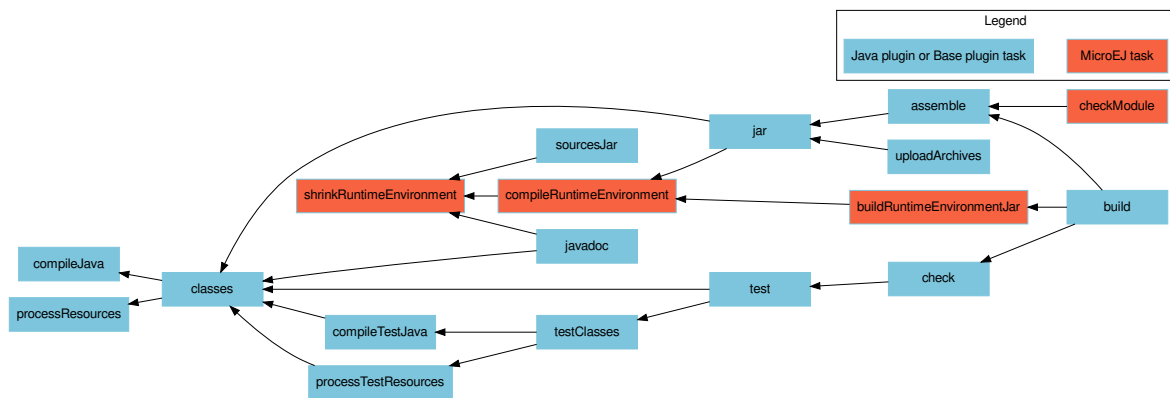 Legend
Java plugin or Base plugin task
MicroEJ task
assemble
checkModule
jar
sourcesJar
uploadArchives
shrinkRuntimeEnvironment
compileRuntimeEnvironment
buildRuntimeEnvironmentJar
build
javadoc
compileJava
check
classes
test
processResources
compileTestJava
testClasses
processTestResources